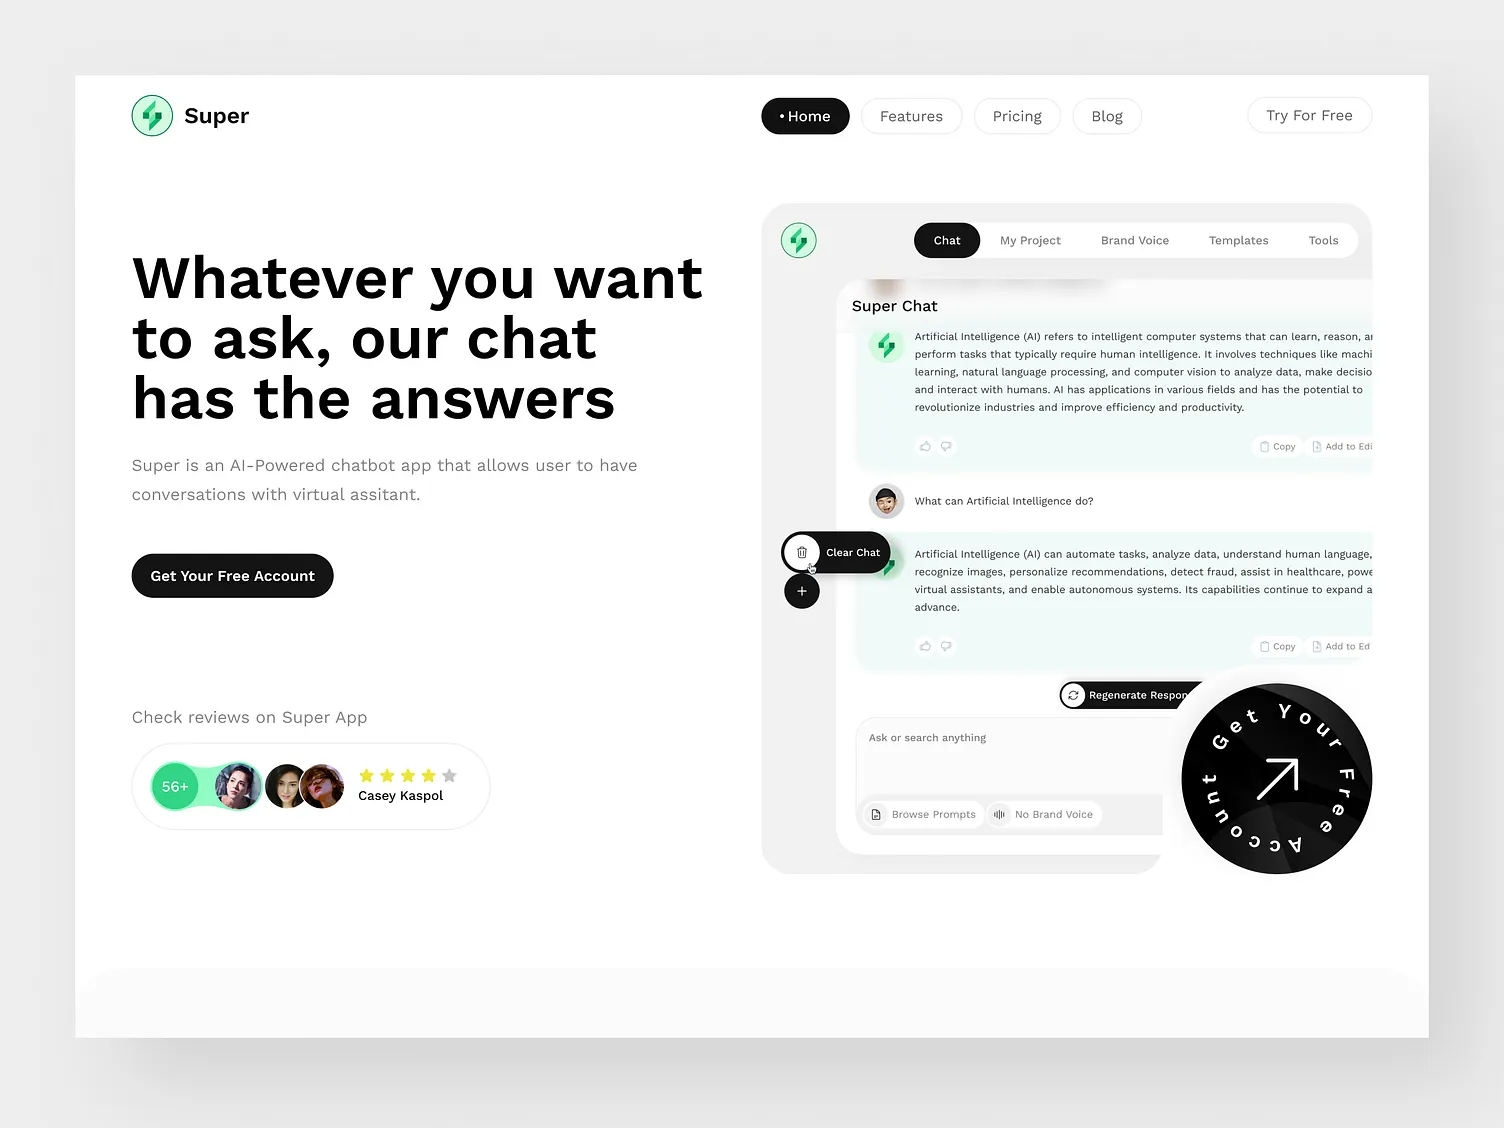 Super
• Home
Features
Pricing
Blog
Try For Free
Whatever you want
to ask, our chat
has the answers
Super is an AI-Powered chatbot app that allows user to have
conversations with virtual assitant.
Get Your Free Account
Check reviews on Super App
56+
Casey Kaspol
Chat
My Project
Brand Voice
Templates
Tools
Super Chat
Artificial Intelligence (AI) refers to intelligent computer systems that can learn, reason, an
perform tasks that typically require human intelligence. It involves techniques like machi
learning, natural language processing, and computer vision to analyze data, make decisio
and interact with humans. AI has applications in various fields and has the potential to
revolutionize industries and improve efficiency and productivity.
Copy
Add to Edi
What can Artificial Intelligence do?
Clear Chat
Artificial Intelligence (AI) can automate tasks, analyze data, understand human language,
recognize images, personalize recommendations, detect fraud, assist in healthcare, powe
virtual assistants, and enable autonomous systems. Its capabilities continue to expand a
advance.
Copy
Add to Ed
Regenerate Respon
Ask or search anything
Browse Prompts
No Brand Voice
Get Your Free Account